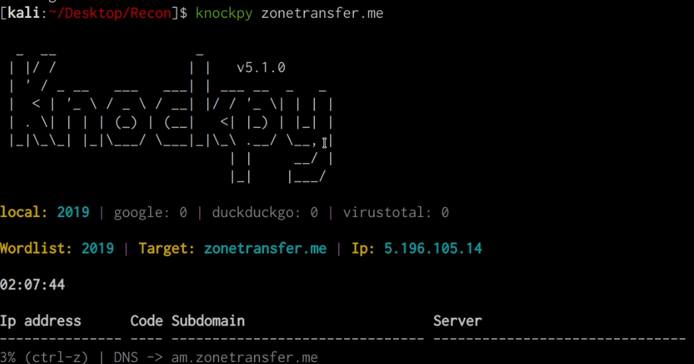 [kali:~/Desktop/Recon]$ knockpy zonetransfer.me
Knockpy v5.1.0
local: 2019 | google: 0 | duckduckgo: 0 | virustotal: 0
Wordlist: 2019 | Target: zonetransfer.me | Ip: 5.196.105.14
02:07:44
Ip address Code Subdomain Server
3% (ctrl-z) | DNS -> am.zonetransfer.me